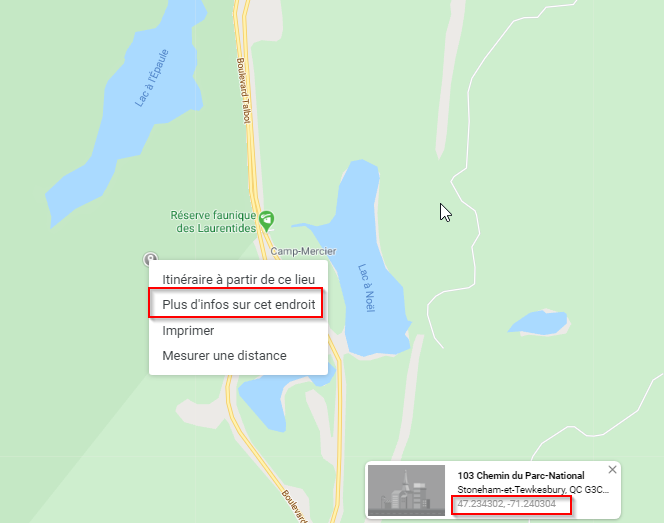 Lac à l'Épaule
Boulevard Talbot
Réserve faunique
des Laurentides
Camp-Mercier
Lac à Noël
Itinéraire à partir de ce lieu
Plus d'infos sur cet endroit
Imprimer
Mesurer une distance
Boulevard
103 Chemin du Parc-National
Stoneham-et-Tewkesbury, QC G3C...
47.234302, -71.240304